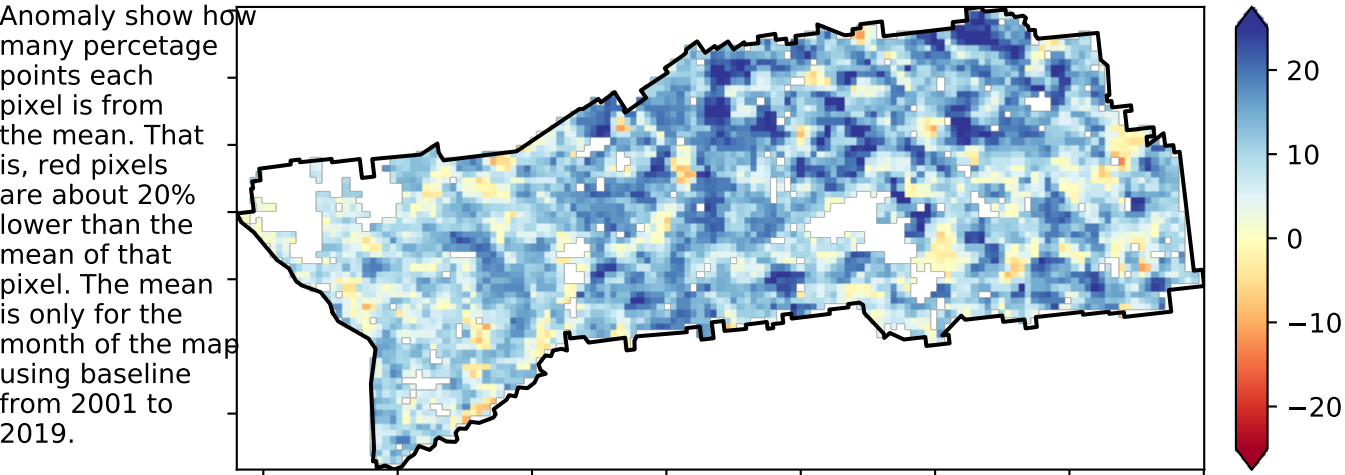 Anomaly show how
many percetage
points each
pixel is from
the mean. That
is, red pixels
are about 20%
lower than the
mean of that
pixel. The mean
is only for the
month of the map
using baseline
from 2001 to
2019.
20
10
0
−10
−20